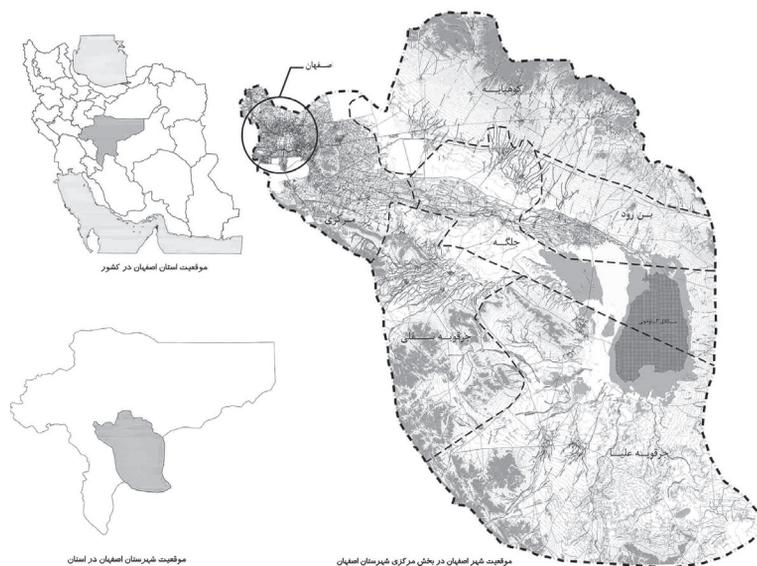 اصفهان
کوهپایه
بن رود
مرکزی
جلگه
جرقویه سفلی
جرقویه علیا
موقعیت استان اصفهان در کشور
موقعیت شهرستان اصفهان در استان
موقعیت شهر اصفهان در بخش مرکزی شهرستان اصفهان